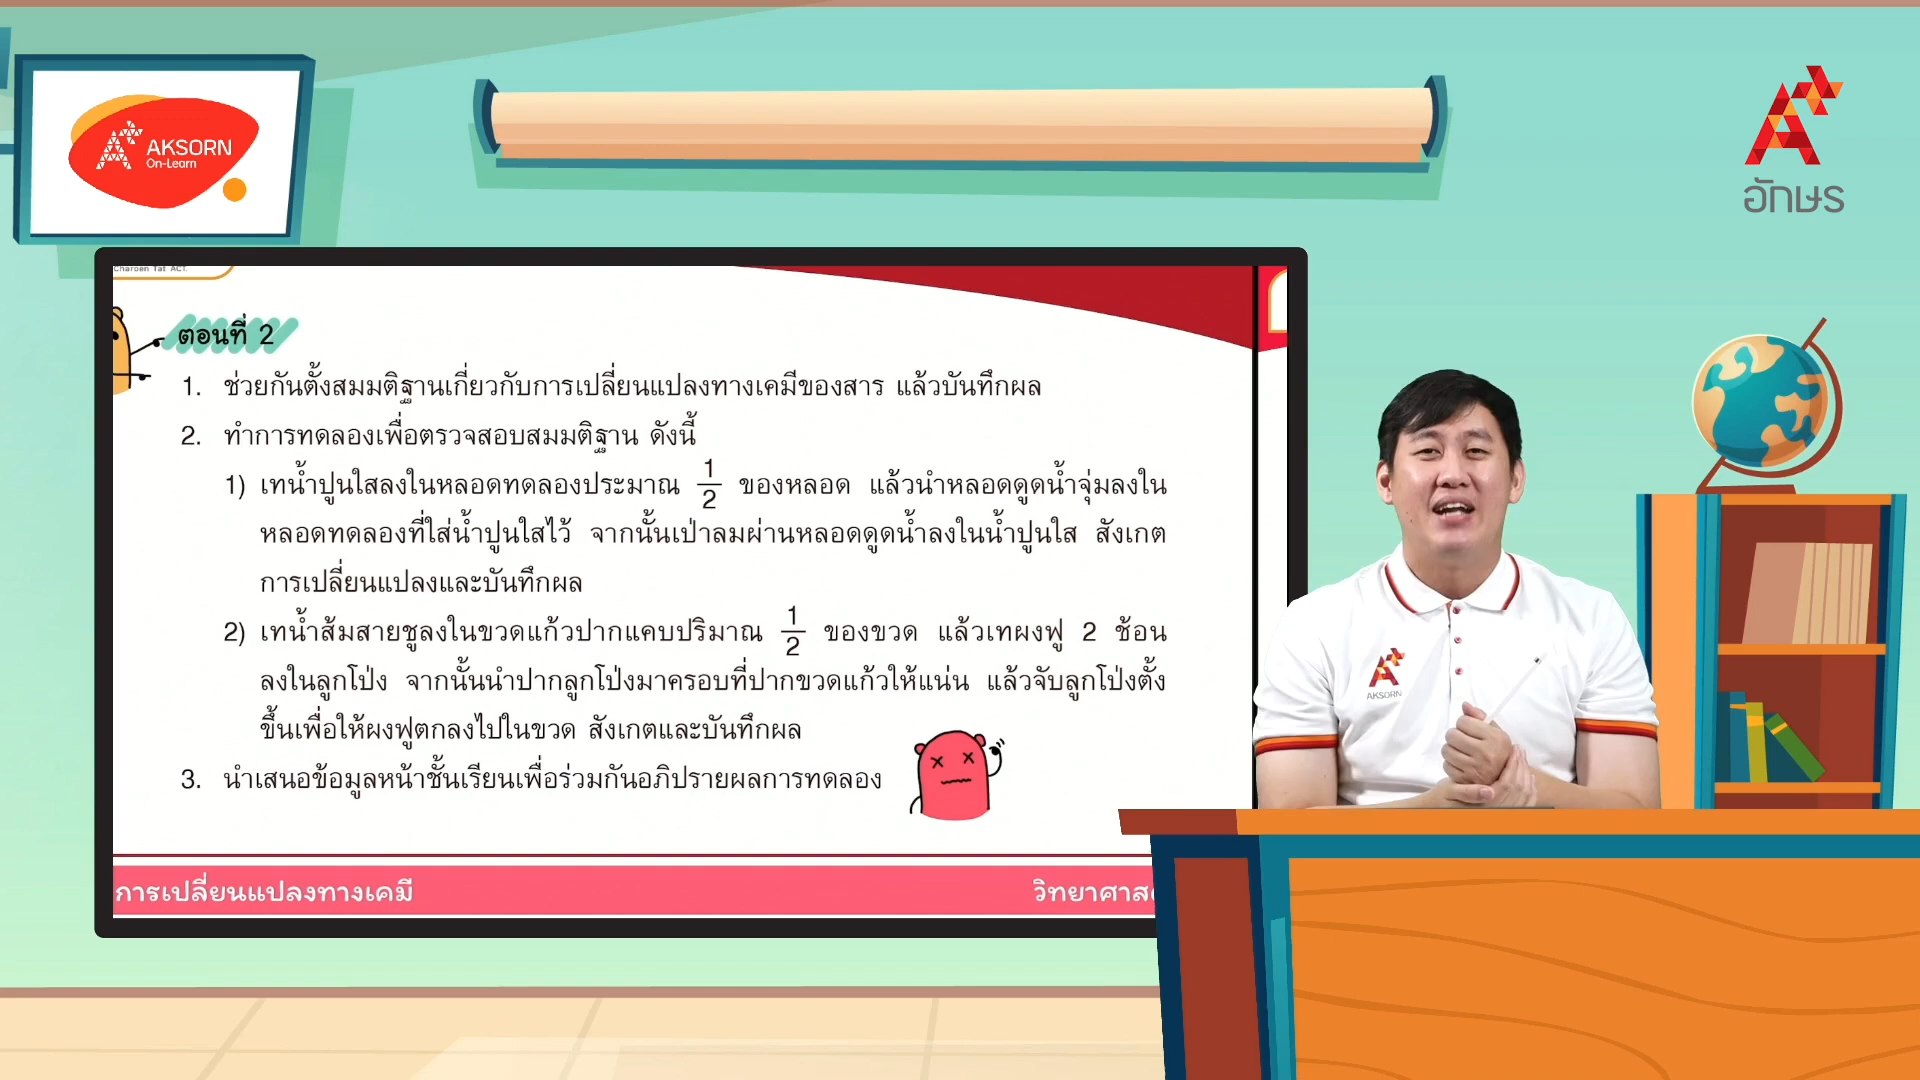 AKSORN
On-Learn
อักษร
Charoen Tat ACT.
ตอนที่ 2
1. ช่วยกันตั้งสมมติฐานเกี่ยวกับการเปลี่ยนแปลงทางเคมีของสาร แล้วบันทึกผล
2. ทำการทดลองเพื่อตรวจสอบสมมติฐาน ดังนี้
1) เทน้ำปูนใสลงในหลอดทดลองประมาณ 1/2 ของหลอด แล้วนำหลอดดูดน้ำจุ่มลงใน
หลอดทดลองที่ใส่น้ำปูนใสไว้ จากนั้นเป่าลมผ่านหลอดดูดน้ำลงในน้ำปูนใส สังเกต
การเปลี่ยนแปลงและบันทึกผล
2) เทน้ำส้มสายชูลงในขวดแก้วปากแคบปริมาณ 1/2 ของขวด แล้วเทผงฟู 2 ช้อน
ลงในลูกโป่ง จากนั้นนำปากลูกโป่งมาครอบที่ปากขวดแก้วให้แน่น แล้วจับลูกโป่งตั้ง
ขึ้นเพื่อให้ผงฟูตกลงไปในขวด สังเกตและบันทึกผล
3. นำเสนอข้อมูลหน้าชั้นเรียนเพื่อร่วมกันอภิปรายผลการทดลอง
การเปลี่ยนแปลงทางเคมี
วิทยาศาส
AKSORN